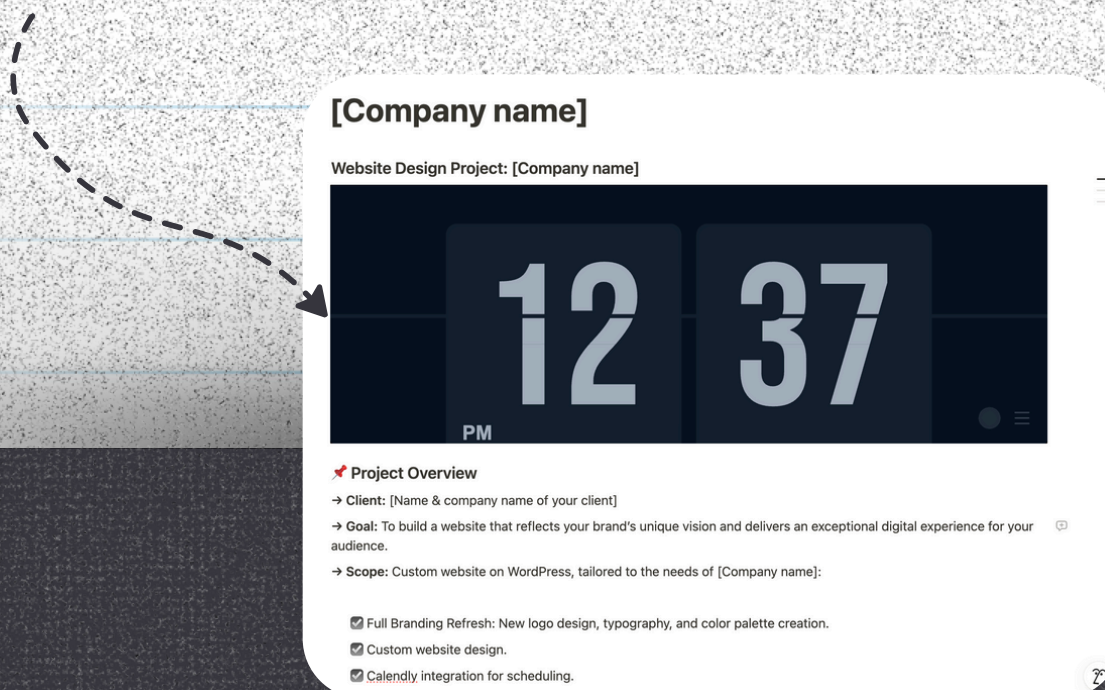 [Company name]
Website Design Project: [Company name]
12 37
PM
📌 Project Overview
→ Client: [Name & company name of your client]
→ Goal: To build a website that reflects your brand's unique vision and delivers an exceptional digital experience for your
audience.
→ Scope: Custom website on WordPress, tailored to the needs of [Company name]:
Full Branding Refresh: New logo design, typography, and color palette creation.
Custom website design.
Calendly integration for scheduling.